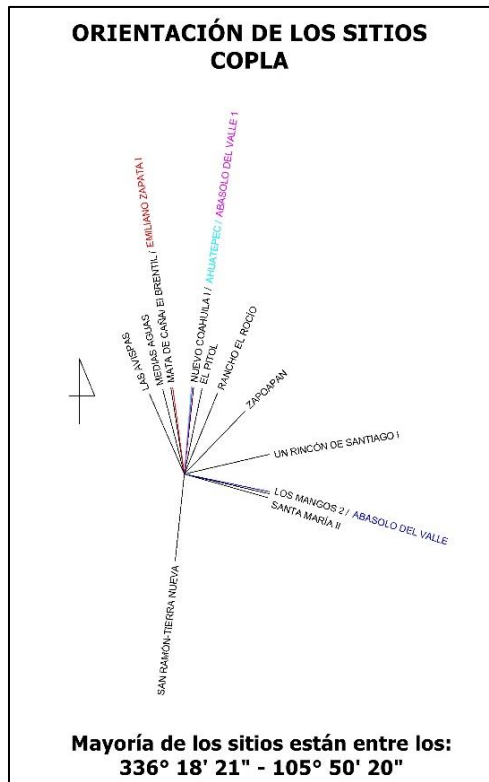 ORIENTACIÓN DE LOS SITIOS
COPLA
LAS AVISPAS
MEDIAS AGUAS
MATA DE CAÑA/ El BRENTIL / EMILIANO ZAPATA I
NUEVO COAHUILA I / AHUATEPEC / ABASOLO DEL VALLE 1
EL PITOL
RANCHO EL ROCÍO
ZAPOAPAN
UN RINCÓN DE SANTIAGO I
LOS MANGOS 2 / ABASOLO DEL VALLE
SANTA MARÍA II
SAN RAMÓN-TIERRA NUEVA
Mayoría de los sitios están entre los:
336° 18' 21" - 105° 50' 20"